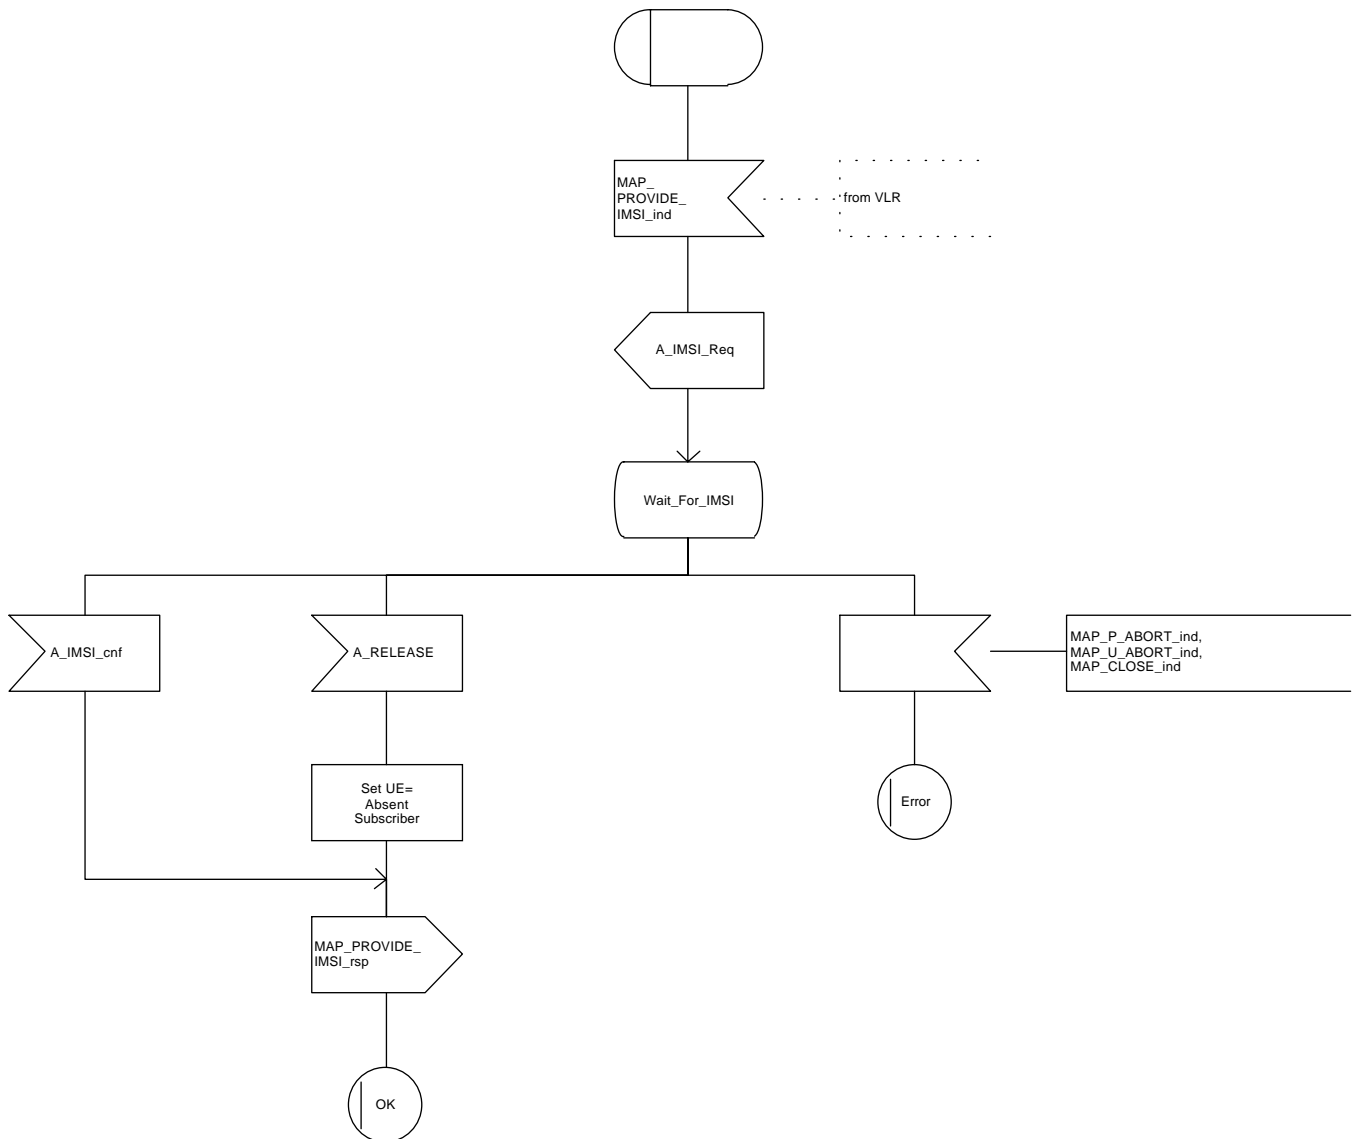 MAP_
PROVIDE_
IMSI_ind
from VLR
A_IMSI_Req
Wait_For_IMSI
A_IMSI_cnf
A_RELEASE
MAP_P_ABORT_ind,
MAP_U_ABORT_ind,
MAP_CLOSE_ind
Set UE=
Absent
Subscriber
Error
MAP_PROVIDE_
IMSI_rsp
OK